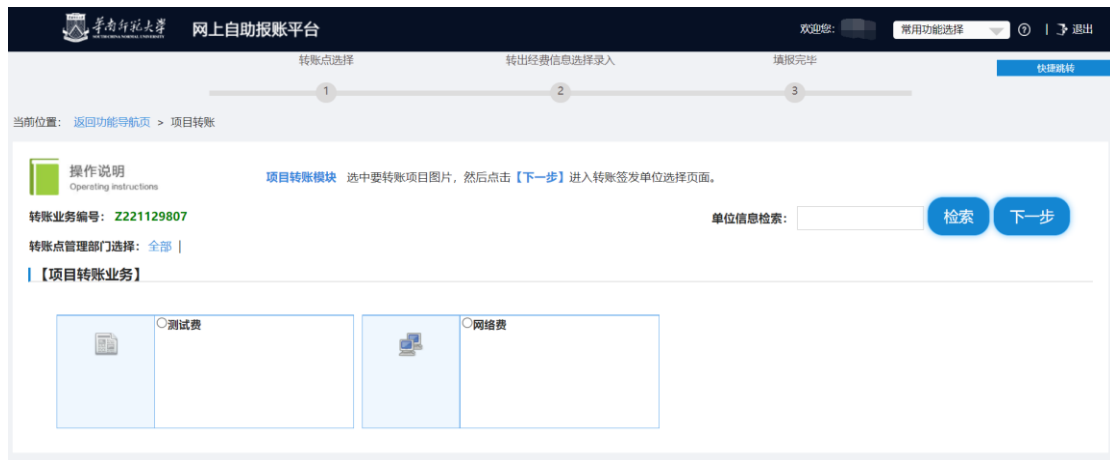 华南师范大学 网上自助报账平台 欢迎您: 常用功能选择 | 退出
转账点选择 转出经费信息选择录入 填报完毕
快捷跳转
1 2 3
当前位置: 返回功能导航页 > 项目转账
操作说明
Operating instructions
项目转账模块 选中要转账项目图片，然后点击【下一步】进入转账签发单位选择页面。
转账业务编号: Z221129807
单位信息检索: 检索 下一步
转账点管理部门选择: 全部 |
【项目转账业务】
测试费 网络费